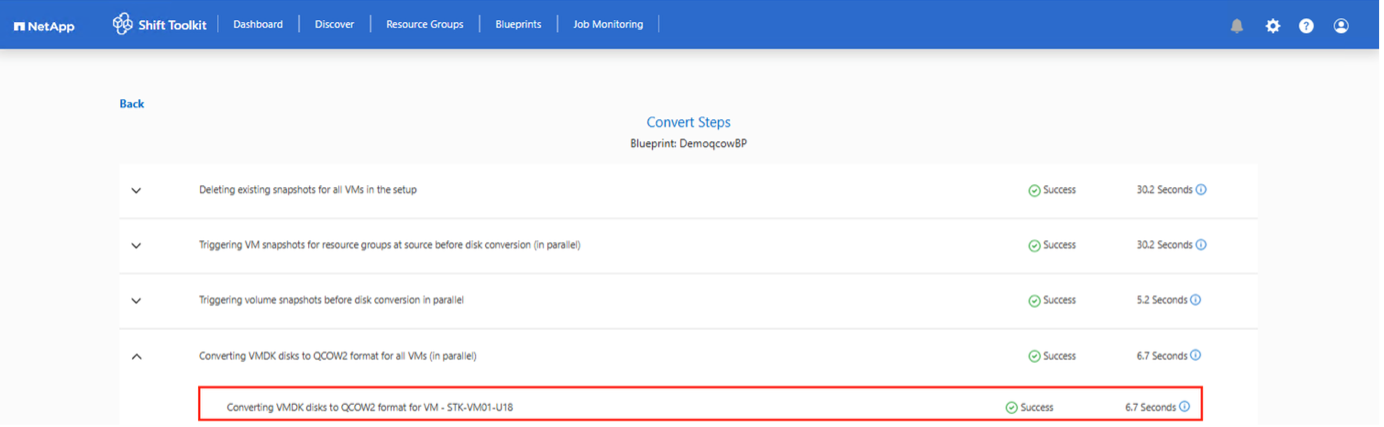 NetApp Shift Toolkit Dashboard Discover Resource Groups Blueprints Job Monitoring
Back
Convert Steps
Blueprint: DemoqcowBP
Deleting existing snapshots for all VMs in the setup Success 30.2 Seconds
Triggering VM snapshots for resource groups at source before disk conversion (in parallel) Success 30.2 Seconds
Triggering volume snapshots before disk conversion in parallel Success 5.2 Seconds
Converting VMDK disks to QCOW2 format for all VMs (in parallel) Success 6.7 Seconds
Converting VMDK disks to QCOW2 format for VM - STK-VM01-U18 Success 6.7 Seconds